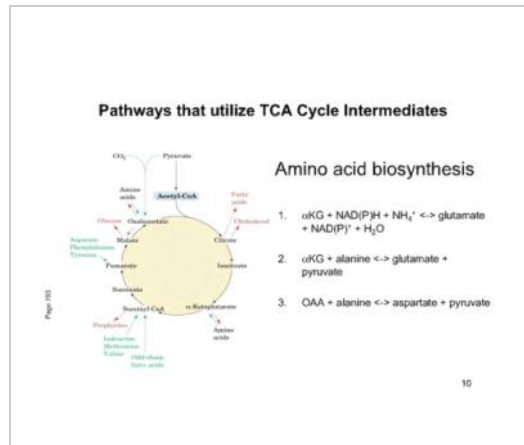 Pathways that utilize TCA Cycle Intermediates
CO₂
Pyruvate
Amino
acids
Acetyl-CoA
Fatty
acids
Glucose
Oxaloacetate
Cholesterol
Malate
Citrate
Aspartate
Phenylalanine
Tyrosine
Fumarate
Isocitrate
Succinate
Succinyl-CoA
α-Ketoglutarate
Porphyrins
Amino
acids
Isoleucine
Methionine
Valine
Odd-chain
fatty acids
Page 793
Amino acid biosynthesis
1. αKG + NAD(P)H + NH₄⁺ <-> glutamate
+ NAD(P)⁺ + H₂O
2. αKG + alanine <-> glutamate +
pyruvate
3. OAA + alanine <-> aspartate + pyruvate
10